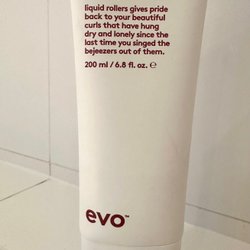 liquid rollers gives pride
back to your beautiful
curls that have hung
dry and lonely since the
last time you singed the
bejeezers out of them.
200 ml / 6.8 fl. oz. ℮
evo™